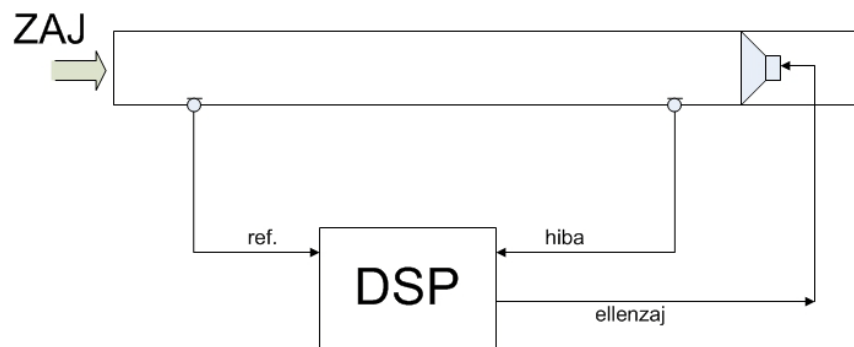 ZAJ
ref.
hiba
DSP
ellenzaj